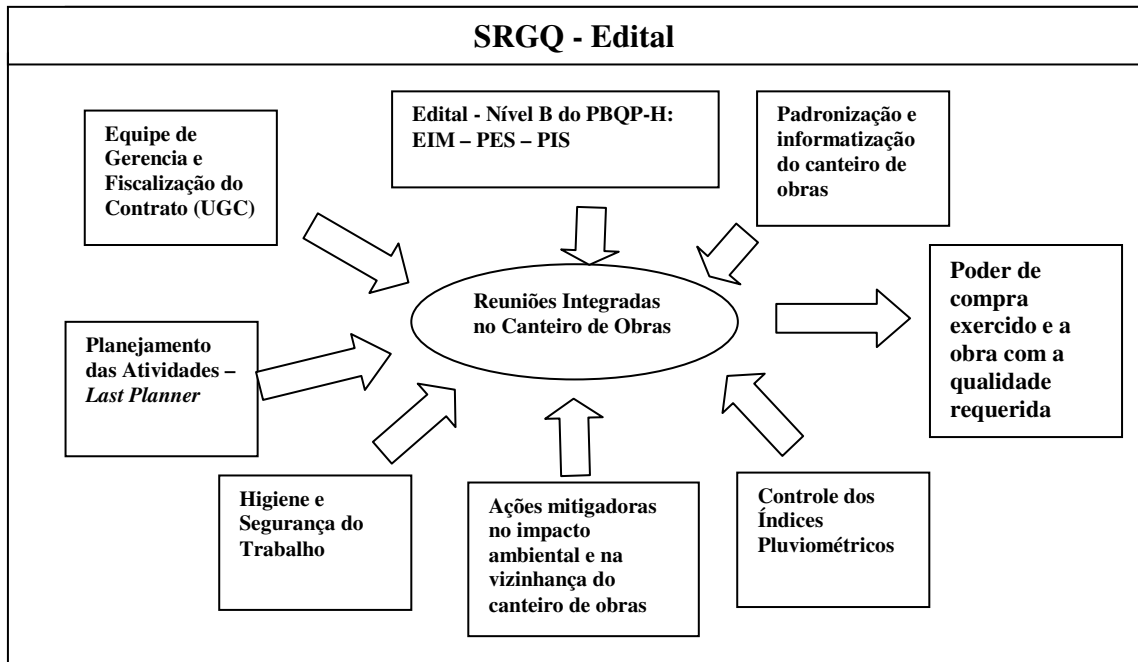 SRGQ - Edital
Equipe de
Gerencia e
Fiscalização do
Contrato (UGC)
Edital - Nível B do PBQP-H:
EIM – PES – PIS
Padronização e
informatização
do canteiro de
obras
Reuniões Integradas
no Canteiro de Obras
Poder de
compra
exercido e a
obra com a
qualidade
requerida
Planejamento
das Atividades –
Last Planner
Higiene e
Segurança do
Trabalho
Ações mitigadoras
no impacto
ambiental e na
vizinhança do
canteiro de obras
Controle dos
Índices
Pluviométricos